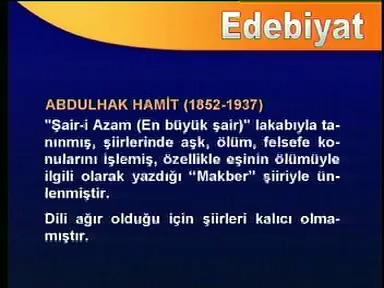 Edebiyat
ABDULHAK HAMİT (1852-1937)
"Şair-i Azam (En büyük şair)" lakabıyla ta-
nınmış, şiirlerinde aşk, ölüm, felsefe ko-
nularını işlemiş, özellikle eşinin ölümüyle
ilgili olarak yazdığı “Makber” şiriyle ün-
lenmiştir.
Dili ağır olduğu için şiirleri kalıcı olma-
mıştır.